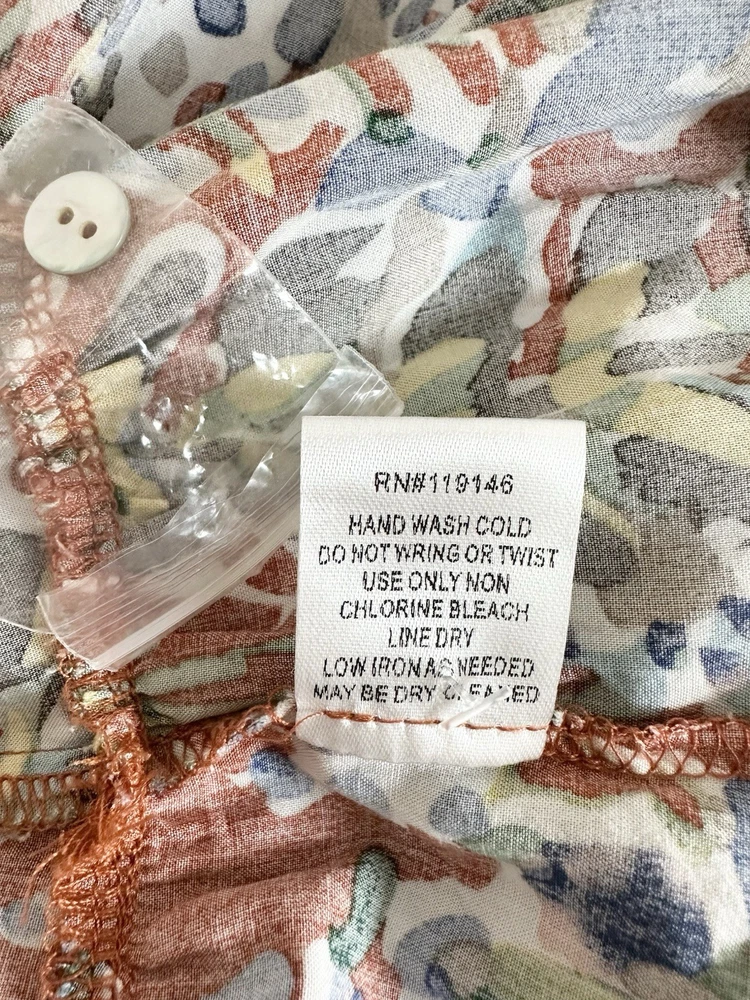 RN#119146
HAND WASH COLD
DO NOT WRING OR TWIST
USE ONLY NON
CHLORINE BLEACH
LINE DRY
LOW IRON AS NEEDED
MAY BE DRY CLEANED